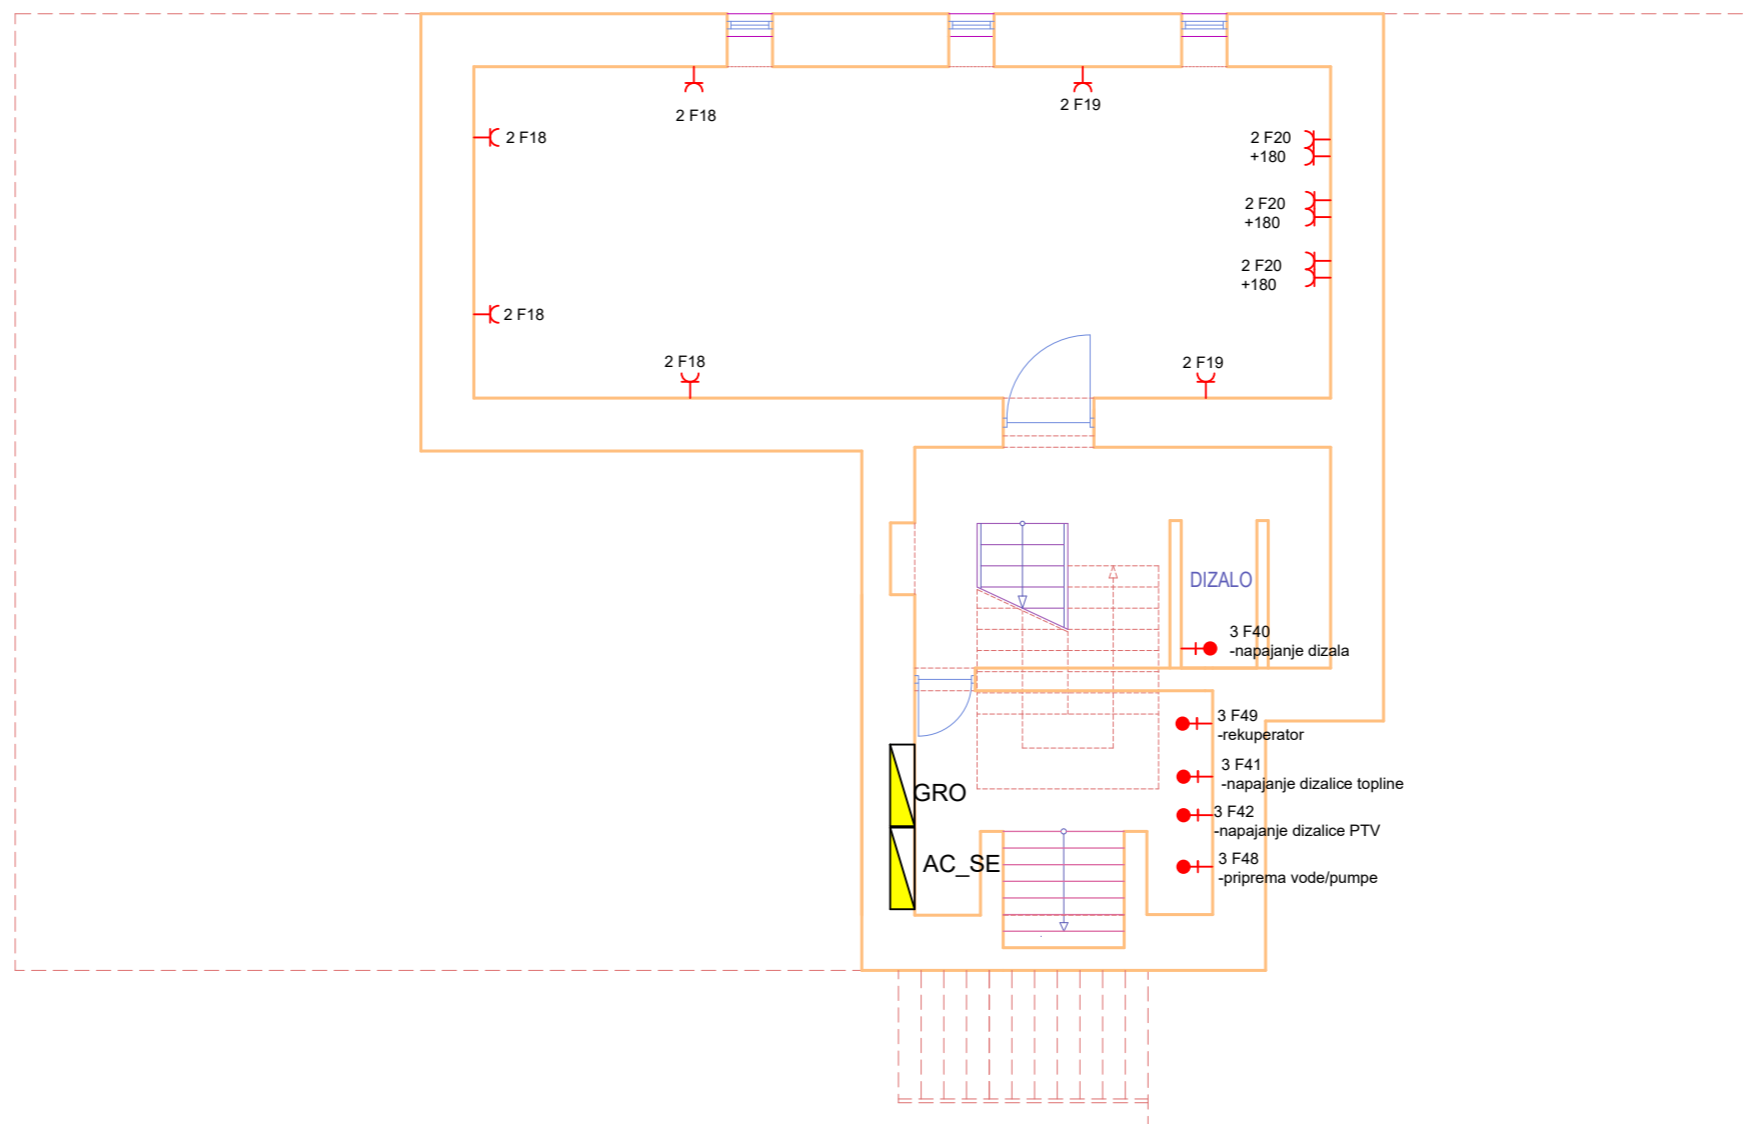 2 F18
2 F19
2 F18
2 F20
+180
2 F20
+180
2 F20
+180
2 F18
2 F18
2 F19
DIZALO
3 F40
-napajanje dizala
3 F49
-rekuperator
3 F41
-napajanje dizalice topline
GRO
3 F42
-napajanje dizalice PTV
AC_SE
3 F48
-priprema vode/pumpe